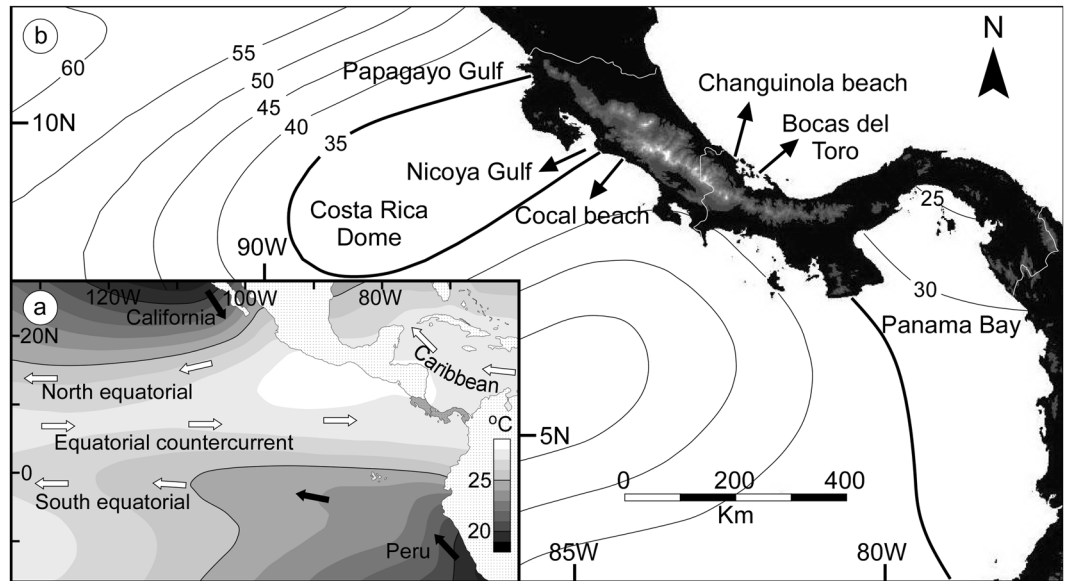 b
60
55
50
45
40
35
10N
Papagayo Gulf
N
Changuinola beach
Bocas del
Toro
Nicoya Gulf
Costa Rica
Dome
Cocal beach
25
30
Panama Bay
90W
5N
0 200 400
Km
85W
80W
a
120W
100W
80W
California
20N
Caribbean
North equatorial
Equatorial countercurrent
oC
25
20
0
South equatorial
Peru